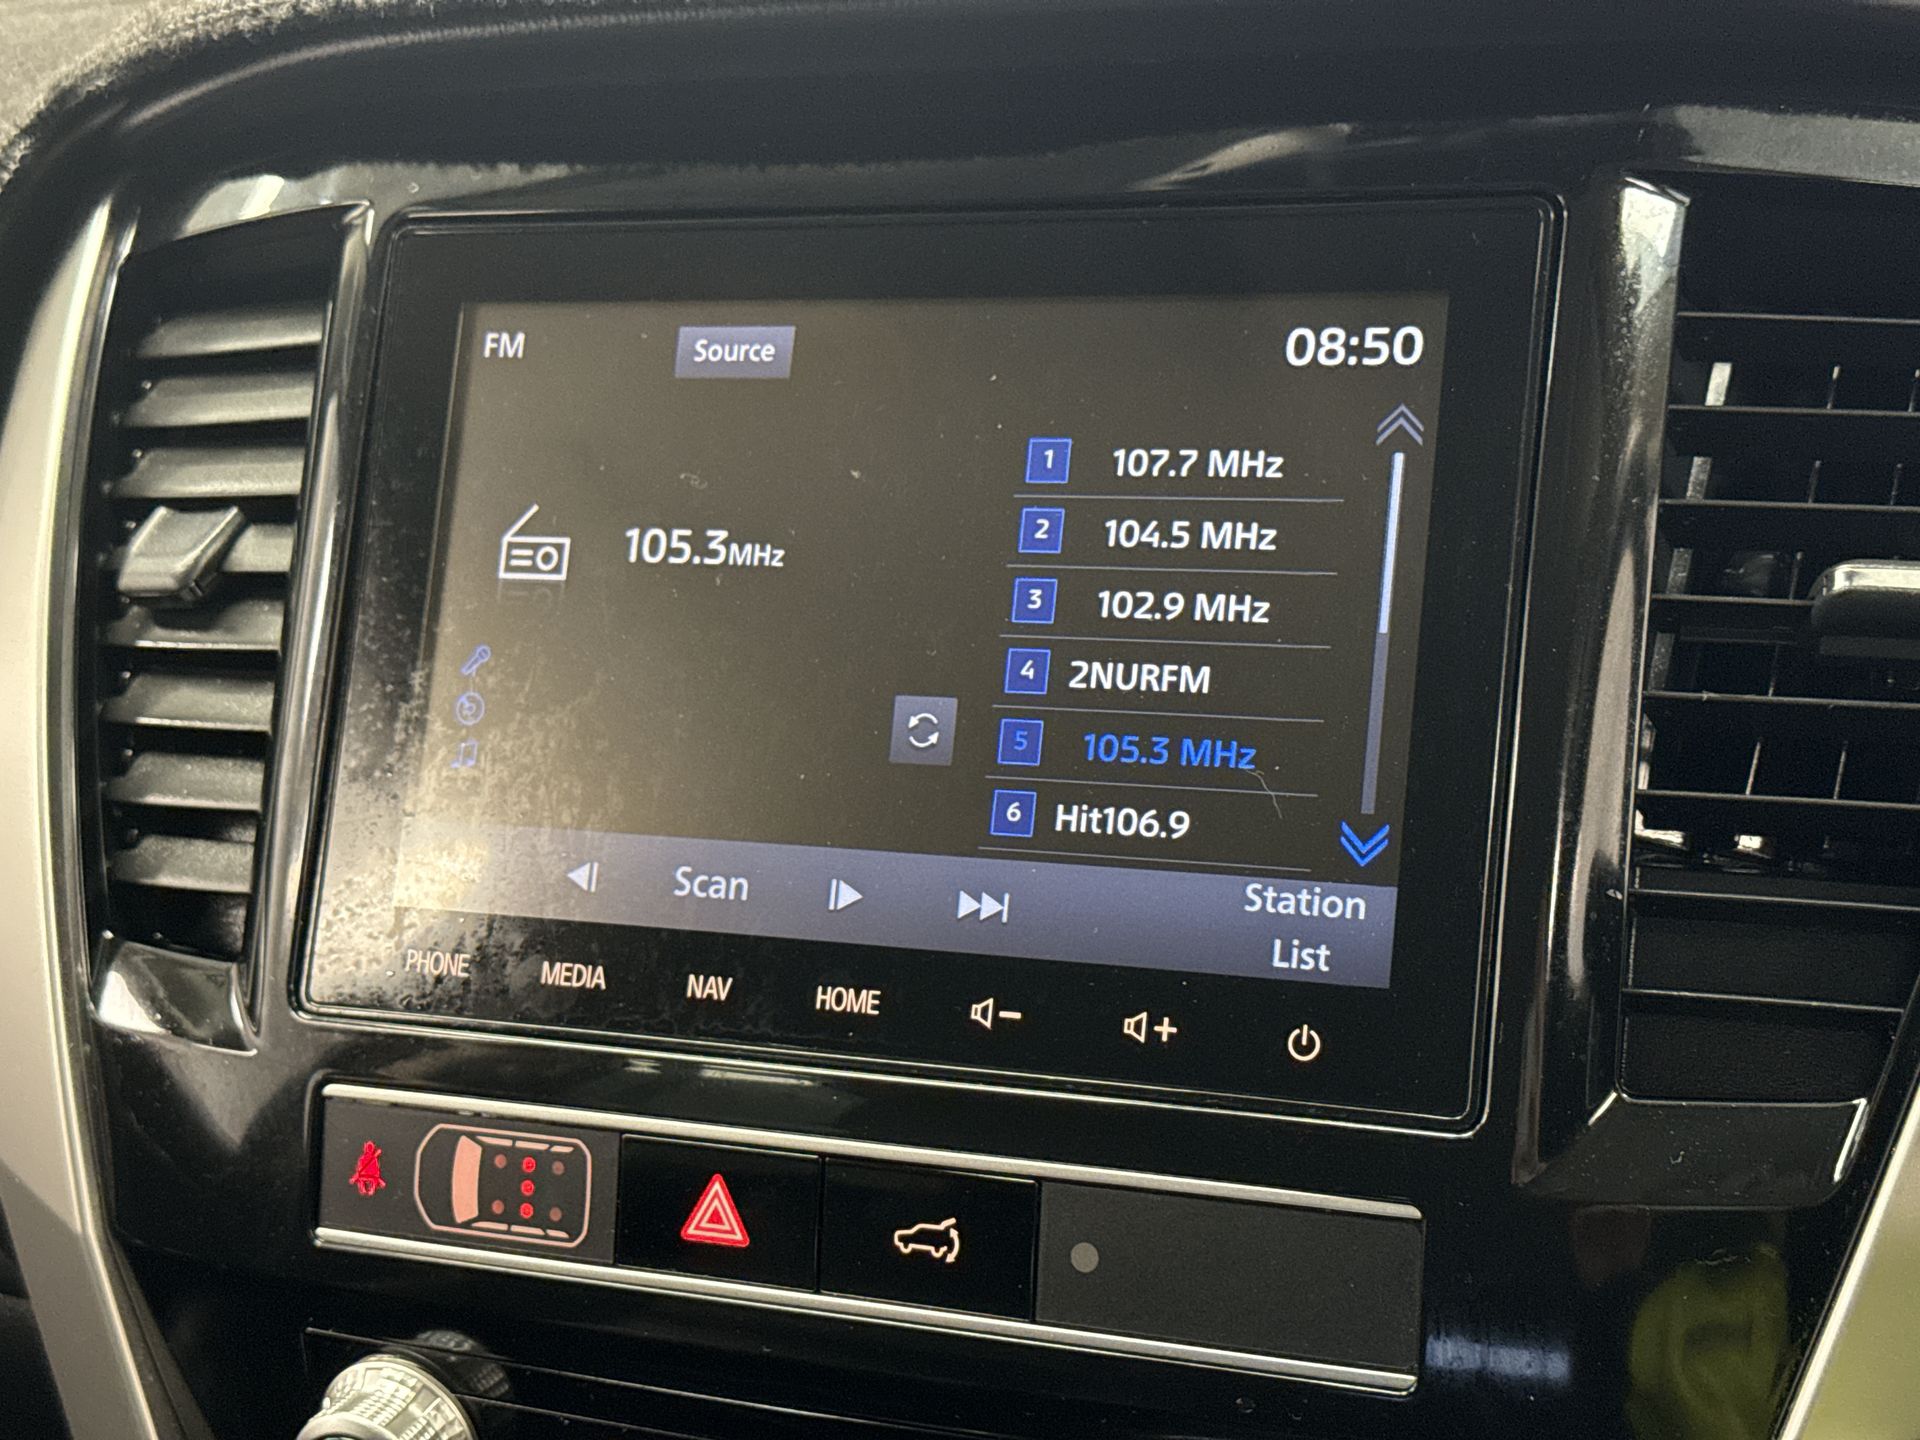 FM
Source
08:50
105.3MHz
1 107.7 MHz
2 104.5 MHz
3 102.9 MHz
4 2NURFM
5 105.3 MHz
6 Hit106.9
Scan
Station
List
PHONE
MEDIA
NAV
HOME